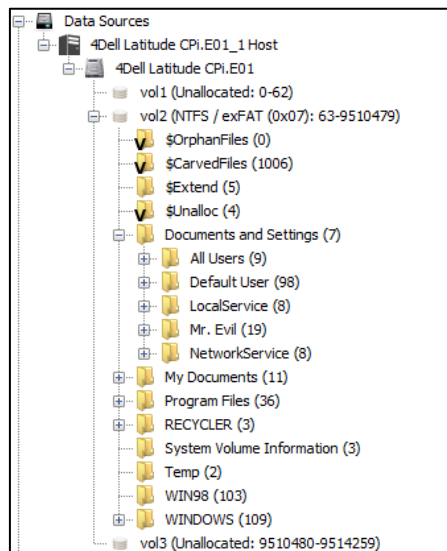 Data Sources
4Dell Latitude CPi.E01_1 Host
4Dell Latitude CPi.E01
vol1 (Unallocated: 0-62)
vol2 (NTFS / exFAT (0x07): 63-9510479)
$OrphanFiles (0)
$CarvedFiles (1006)
$Extend (5)
$Unalloc (4)
Documents and Settings (7)
All Users (9)
Default User (98)
LocalService (8)
Mr. Evil (19)
NetworkService (8)
My Documents (11)
Program Files (36)
RECYCLER (3)
System Volume Information (3)
Temp (2)
WIN98 (103)
WINDOWS (109)
vol3 (Unallocated: 9510480-9514259)